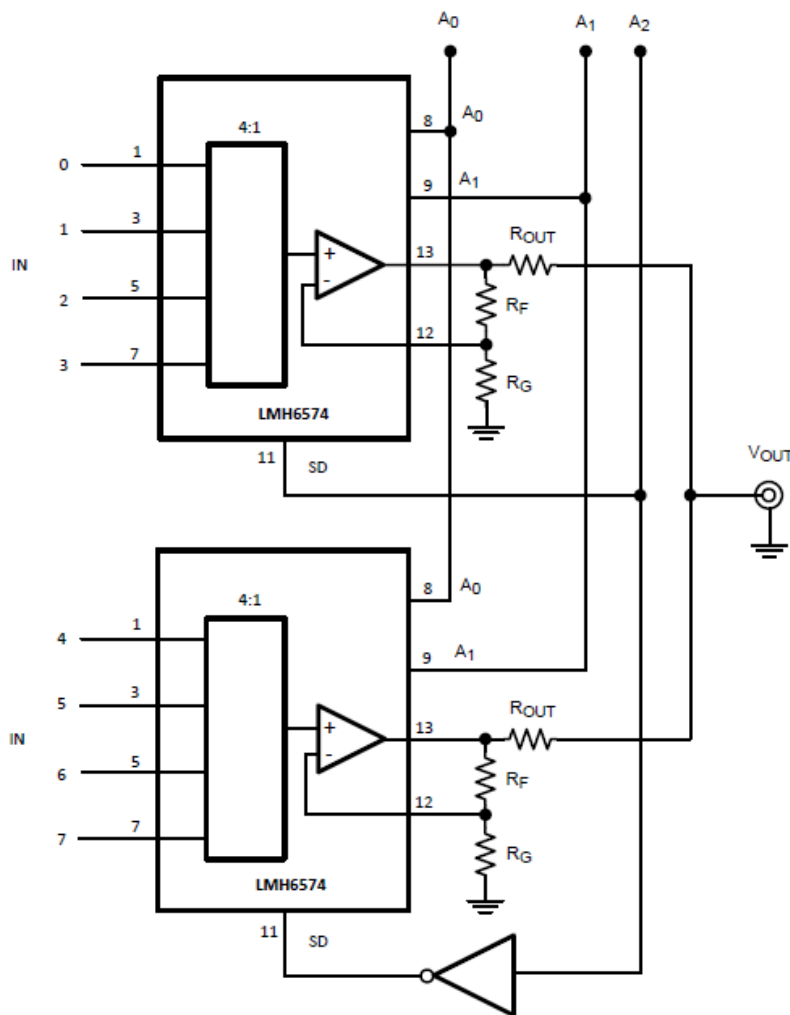 A0 A1 A2
8 A0
4:1
0 1
9 A1
1 3
ROUT
IN
+
13
-
RF
2 5
12
3 7
RG
LMH6574
11 SD
VOUT
8 A0
4:1
4 1
9 A1
5 3
ROUT
IN
+
13
-
RF
6 5
12
7 7
RG
LMH6574
11 SD